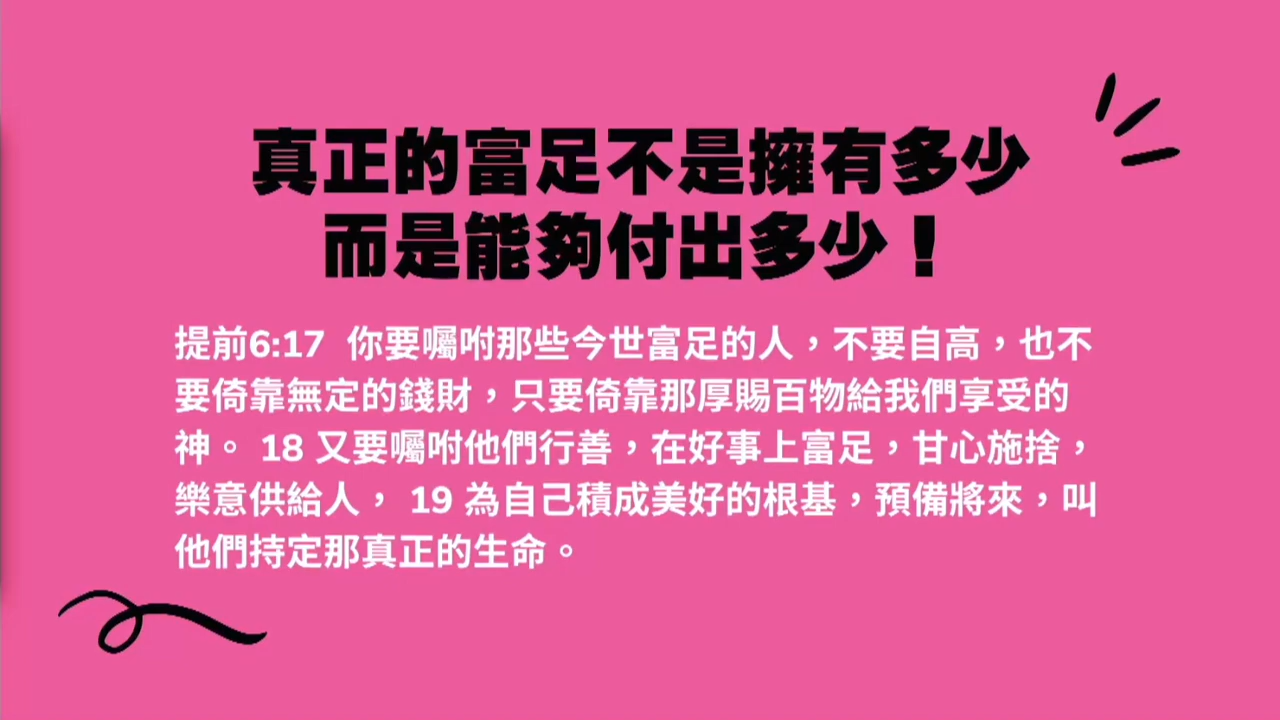 真正的富足不是擁有多少
而是能夠付出多少！
提前6:17 你要囑咐那些今世富足的人，不要自高，也不
要倚靠無定的錢財，只要倚靠那厚賜百物給我們享受的
神。 18 又要囑咐他們行善，在好事上富足，甘心施捨，
樂意供給人， 19 為自己積成美好的根基，預備將來，叫
他們持定那真正的生命。